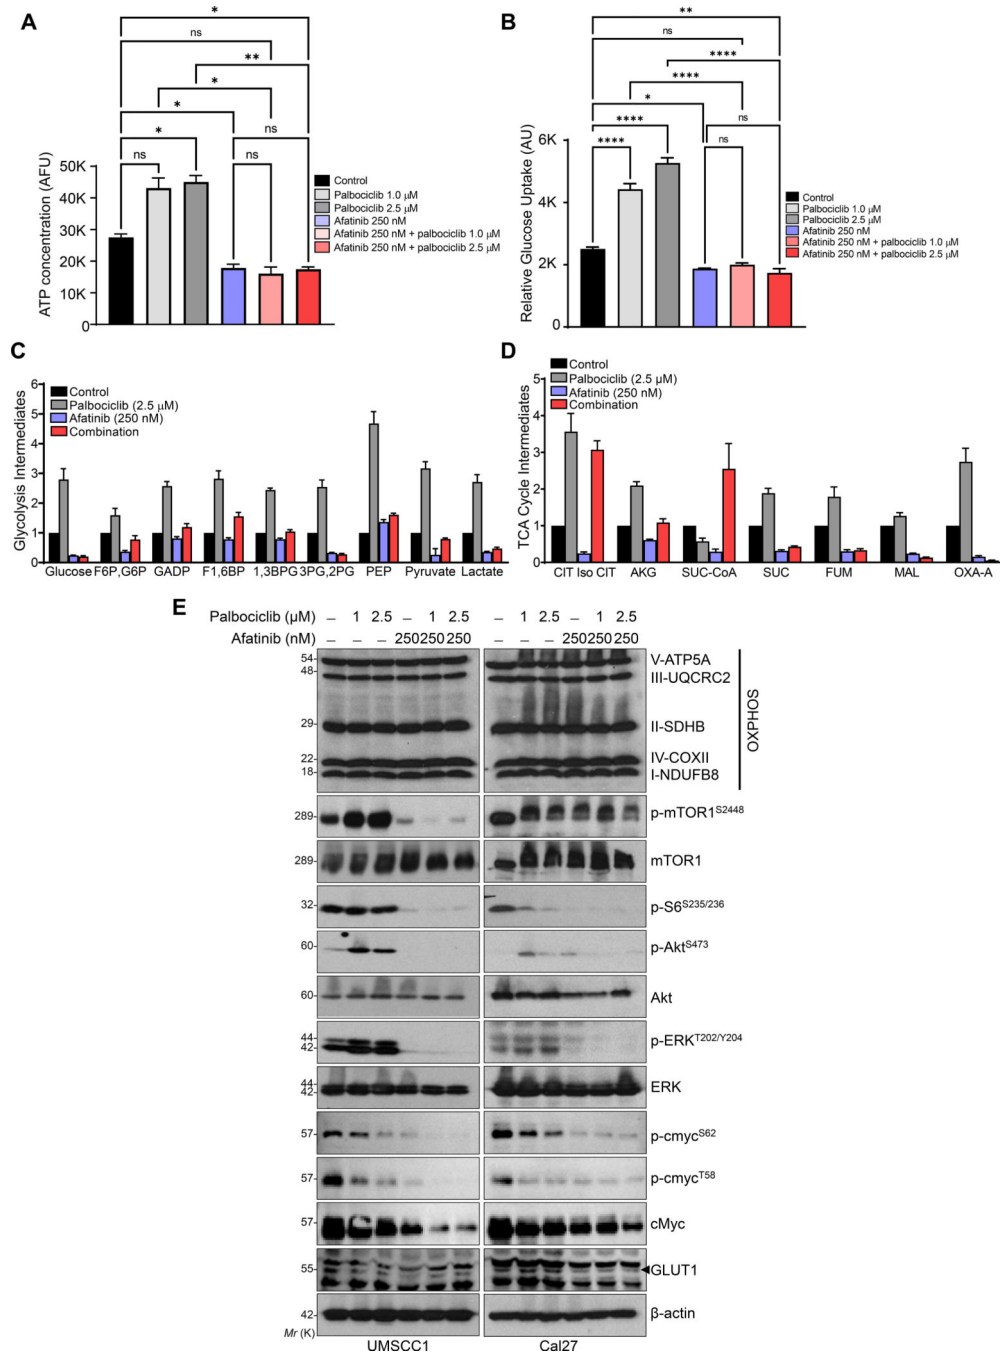 A
*
ns
**
*
*
ns
*
ns
ns
50K
40K
30K
20K
10K
0
ATP concentration (AFU)
Control
Palbociclib 1.0 μM
Palbociclib 2.5 μM
Afatinib 250 nM
Afatinib 250 nM + palbociclib 1.0 μM
Afatinib 250 nM + palbociclib 2.5 μM
B
**
ns
****
****
*
ns
****
****
ns
6K
4K
2K
0
Relative Glucose Uptake (AU)
Control
Palbociclib 1.0 μM
Palbociclib 2.5 μM
Afatinib 250 nM
Afatinib 250 nM + palbociclib 1.0 μM
Afatinib 250 nM + palbociclib 2.5 μM
C
Glycolysis Intermediates
6
5
4
3
2
1
0
Control
Palbociclib (2.5 μM)
Afatinib (250 nM)
Combination
Glucose F6P,G6P GADP F1,6BP 1,3BPG 3PG,2PG PEP Pyruvate Lactate
D
TCA Cycle Intermediates
5
4
3
2
1
0
Control
Palbociclib (2.5 μM)
Afatinib (250 nM)
Combination
CIT Iso CIT AKG SUC-CoA SUC FUM MAL OXA-A
E
Palbociclib (μM) – 1 2.5 – 1 2.5 – 1 2.5 – 1 2.5
Afatinib (nM) – – – 250 250 250 – – – 250 250 250
54
48
29
22
18
V-ATP5A
III-UQCRC2
II-SDHB
IV-COXII
I-NDUFB8
OXPHOS
289 p-mTOR1S2448
289 mTOR1
32 p-S6S235/236
60 p-AktS473
60 Akt
44
42 p-ERKT202/Y204
44
42 ERK
57 p-cmycS62
57 p-cmycT58
57 cMyc
55 GLUT1
42 β-actin
Mr (K)
UMSCC1 Cal27